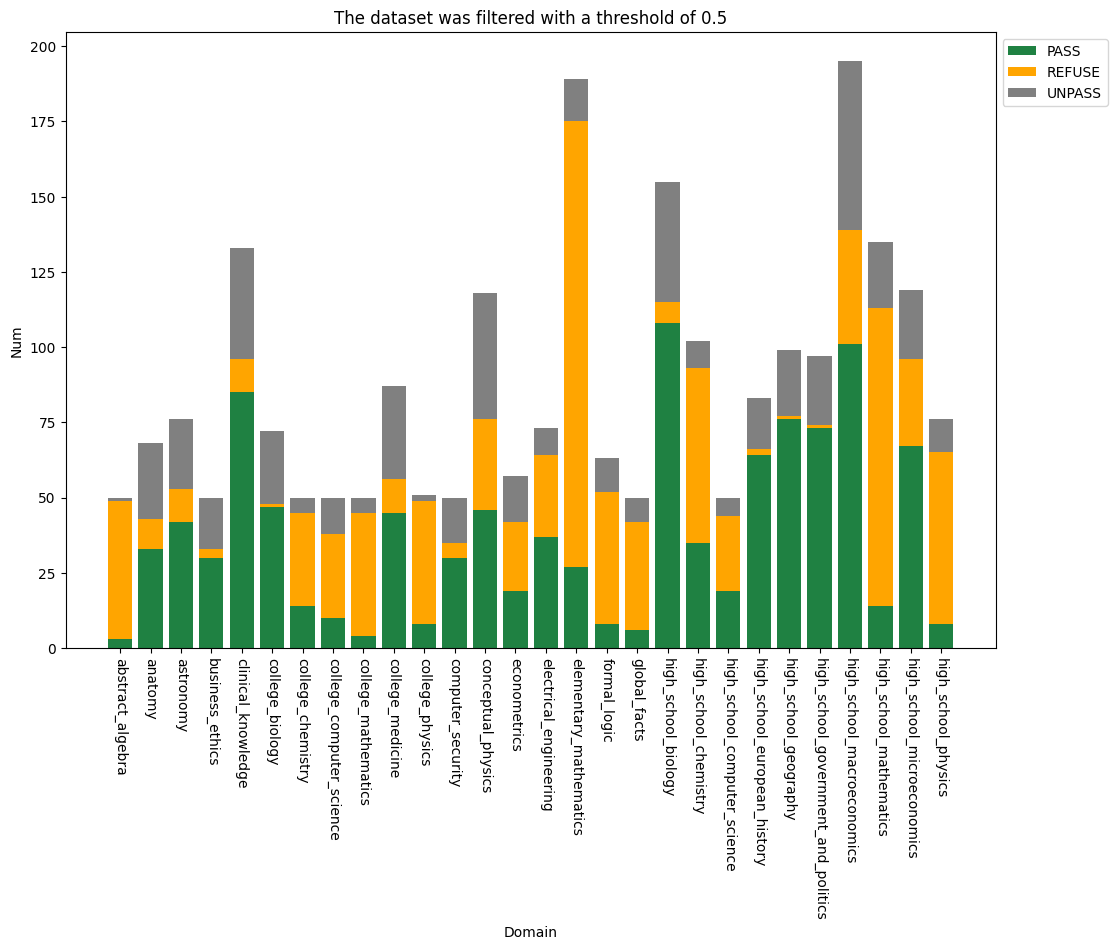 The dataset was filtered with a threshold of 0.5
PASS
REFUSE
UNPASS
200
175
150
125
100
75
50
25
0
Num
abstract_algebra
anatomy
astronomy
business_ethics
clinical_knowledge
college_biology
college_chemistry
college_computer_science
college_mathematics
college_medicine
college_physics
computer_security
conceptual_physics
econometrics
electrical_engineering
elementary_mathematics
formal_logic
global_facts
high_school_biology
high_school_chemistry
high_school_computer_science
high_school_european_history
high_school_geography
high_school_government_and_politics
high_school_macroeconomics
high_school_mathematics
high_school_microeconomics
high_school_physics
Domain